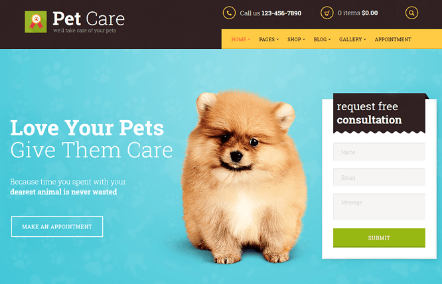 Pet Care
we'd take care of your pets
Call us 123-456-7890
0 items $0.00
HOME
PAGES
SHOP
BLOG
GALLERY
APPOINTMENT
Love Your Pets
Give Them Care
Because time you spent with your
dearest animal is never wasted
MAKE AN APPOINTMENT
request free
consultation
Name
Email
Message
SUBMIT